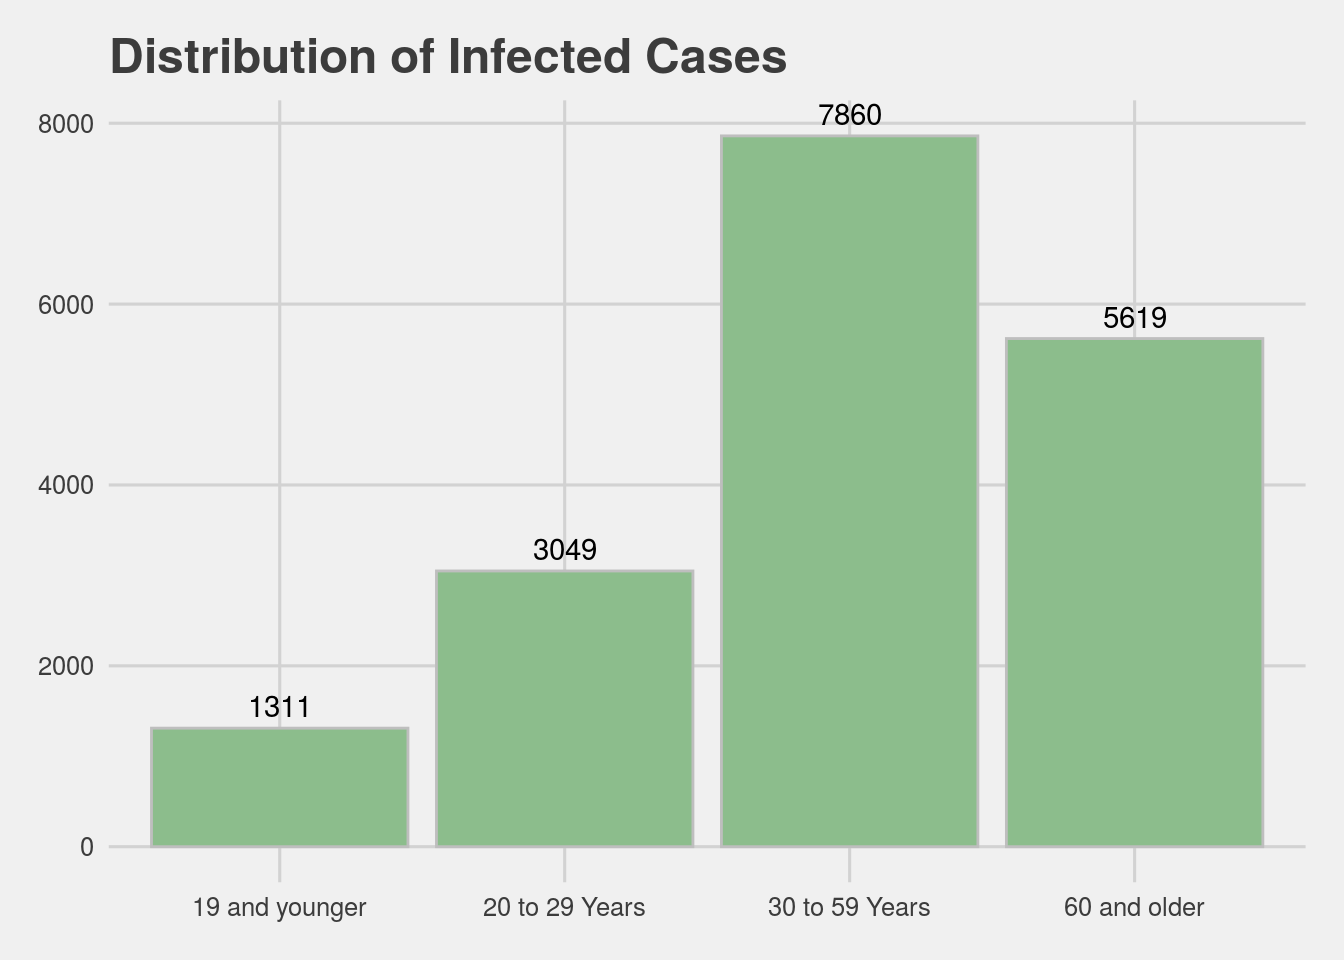 Distribution of Infected Cases
8000
7860
6000
5619
4000
3049
2000
1311
0
19 and younger
20 to 29 Years
30 to 59 Years
60 and older